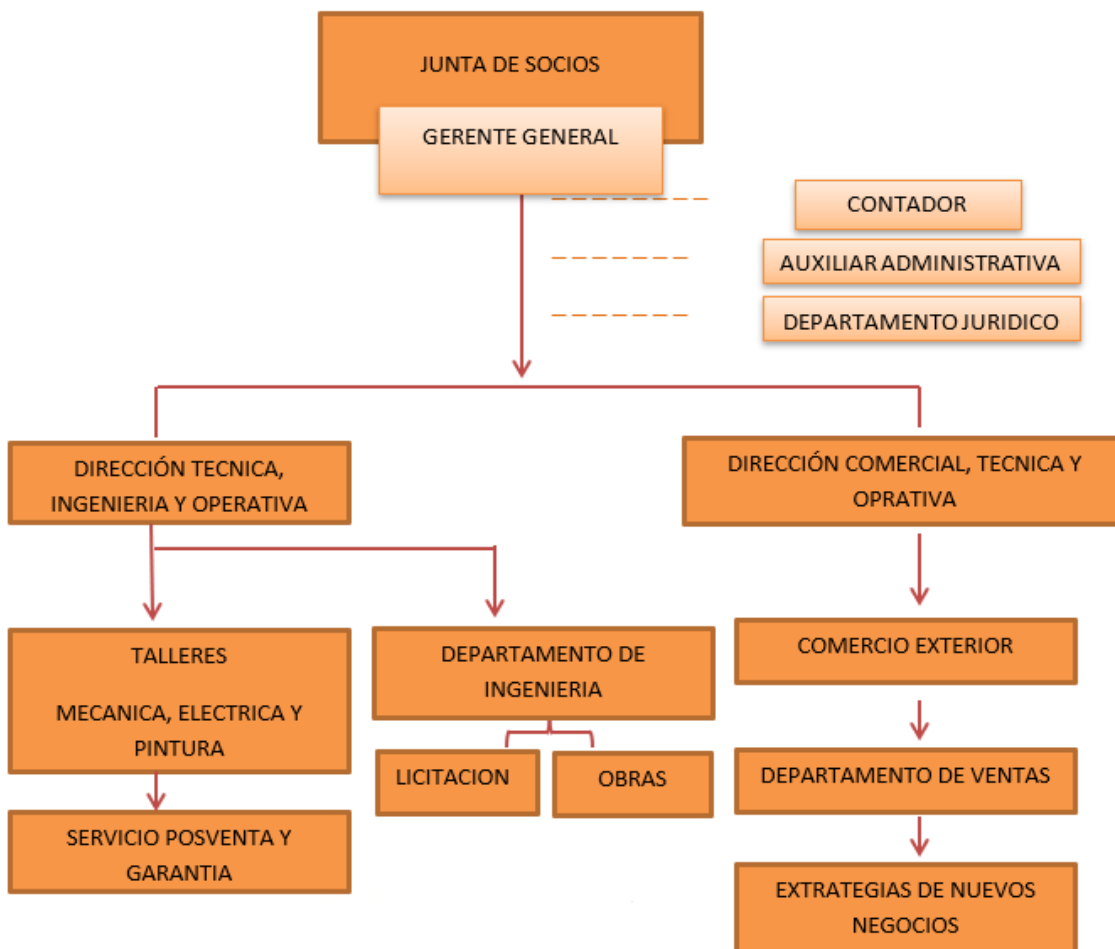 JUNTA DE SOCIOS
GERENTE GENERAL
CONTADOR
AUXILIAR ADMINISTRATIVA
DEPARTAMENTO JURIDICO
DIRECCIÓN TECNICA,
INGENIERIA Y OPERATIVA
DIRECCIÓN COMERCIAL, TECNICA Y
OPRATIVA
TALLERES
MECANICA, ELECTRICA Y
PINTURA
DEPARTAMENTO DE
INGENIERIA
COMERCIO EXTERIOR
LICITACION
OBRAS
DEPARTAMENTO DE VENTAS
SERVICIO POSVENTA Y
GARANTIA
EXTRATEGIAS DE NUEVOS
NEGOCIOS